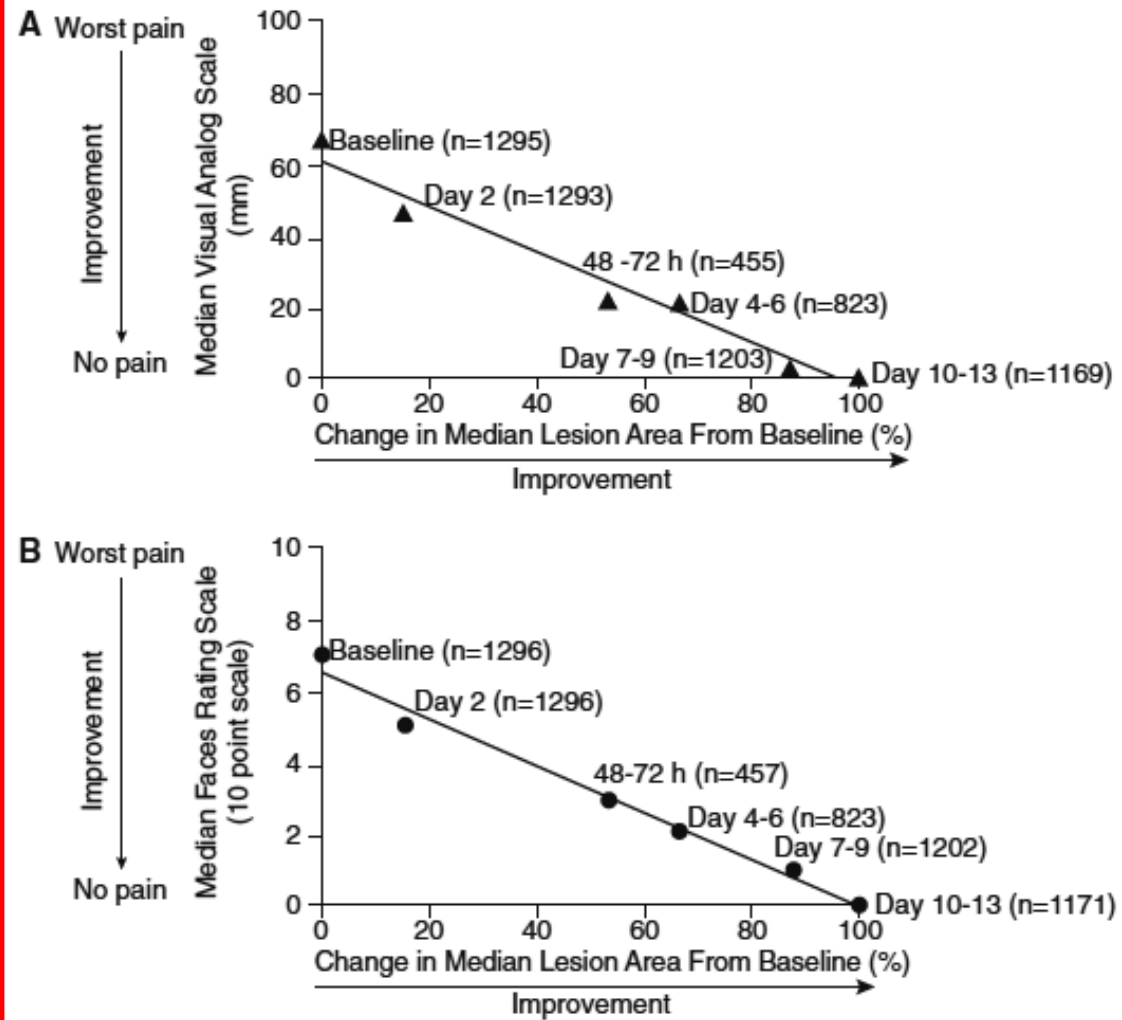 A Worst pain
Improvement
No pain
Median Visual Analog Scale
(mm)
100
80
60
40
20
0
Baseline (n=1295)
Day 2 (n=1293)
48 -72 h (n=455)
Day 4-6 (n=823)
Day 7-9 (n=1203)
Day 10-13 (n=1169)
0 20 40 60 80 100
Change in Median Lesion Area From Baseline (%)
Improvement
B Worst pain
Improvement
No pain
Median Faces Rating Scale
(10 point scale)
10
8
6
4
2
0
Baseline (n=1296)
Day 2 (n=1296)
48-72 h (n=457)
Day 4-6 (n=823)
Day 7-9 (n=1202)
Day 10-13 (n=1171)
0 20 40 60 80 100
Change in Median Lesion Area From Baseline (%)
Improvement